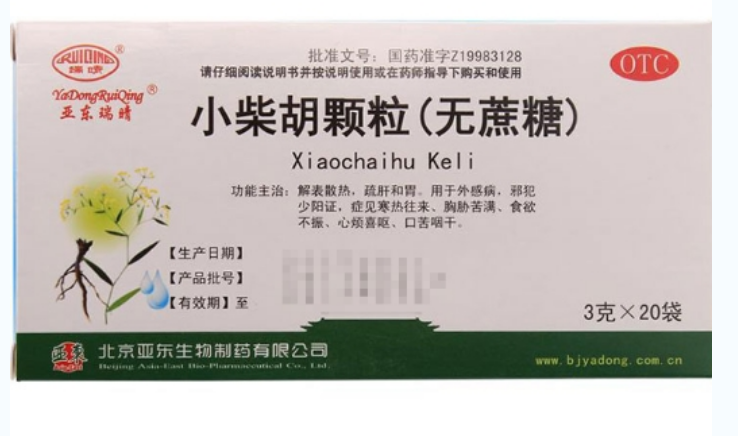 RUIQING®
批准文号：国药准字Z19983128
OTC
请仔细阅读说明书并按说明使用或在药师指导下购买和使用
YaDongRuiQing®
亚东瑞晴
小柴胡颗粒(无蔗糖)
Xiaochaihu Keli
功能主治：解表散热，疏肝和胃。用于外感病，邪犯
少阳证，症见寒热往来、胸胁苦满、食欲
不振、心烦喜呕、口苦咽干。
【生产日期】
【产品批号】
【有效期】至
3克×20袋
亚东
北京亚东生物制药有限公司
Beijing Asia-East Bio-Pharmaceutical Co., Ltd.
www.bjyadong.com.cn